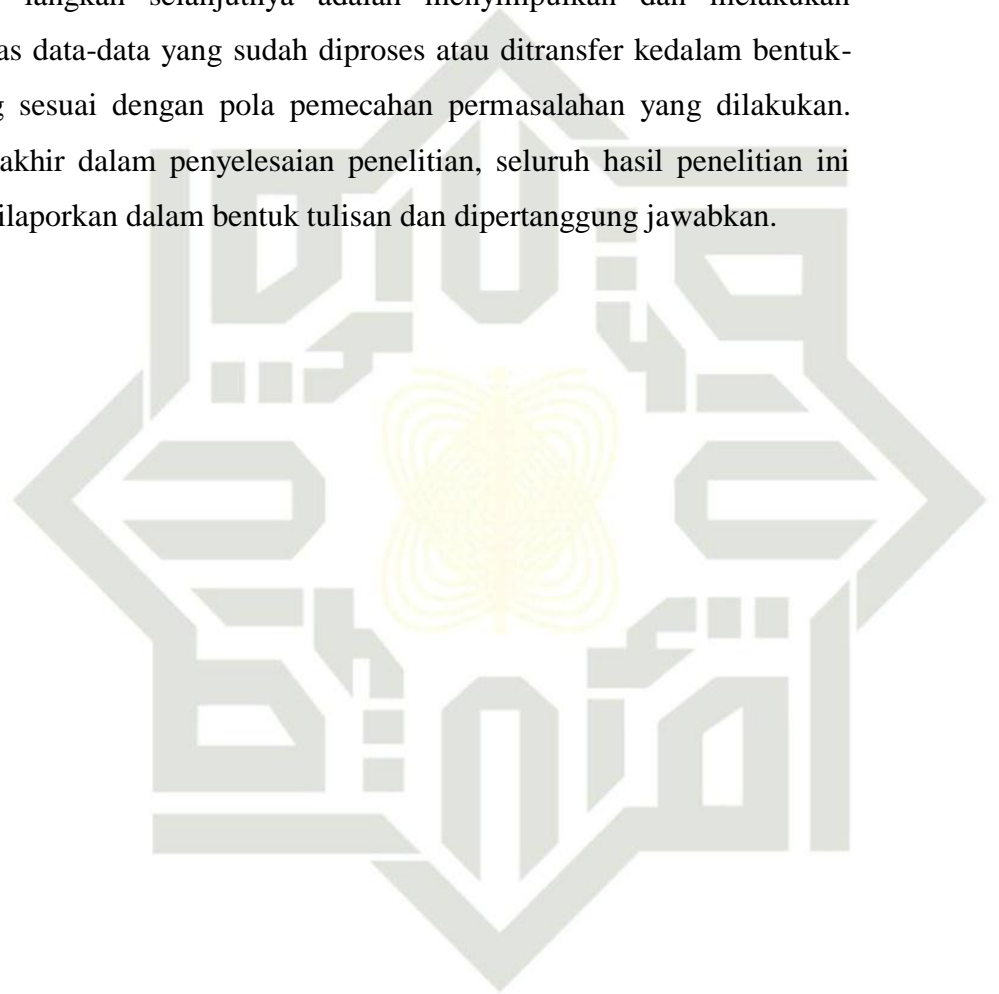 langkah selanjutnya adalah menyimpulkan dan melakukan
as data-data yang sudah diproses atau ditransfer kedalam bentuk-
g sesuai dengan pola pemecahan permasalahan yang dilakukan.
akhir dalam penyelesaian penelitian, seluruh hasil penelitian ini
ilaporkan dalam bentuk tulisan dan dipertanggung jawabkan.